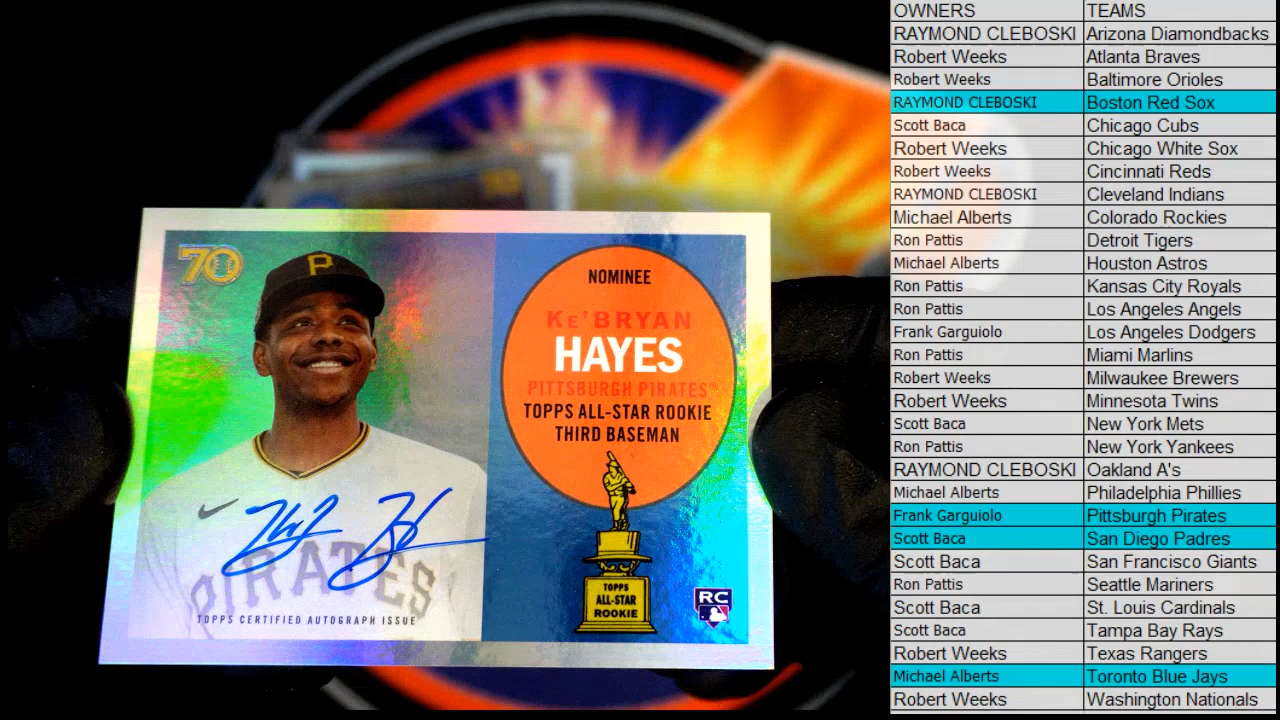 70
P
NOMINEE
KE'BRYAN
HAYES
PITTSBURGH PIRATES®
TOPPS ALL-STAR ROOKIE
THIRD BASEMAN
PIRATES
TOPPS CERTIFIED AUTOGRAPH ISSUE
TOPPS
ALL-STAR
ROOKIE
RC
OWNERS TEAMS
RAYMOND CLEBOSKI Arizona Diamondbacks
Robert Weeks Atlanta Braves
Robert Weeks Baltimore Orioles
RAYMOND CLEBOSKI Boston Red Sox
Scott Baca Chicago Cubs
Robert Weeks Chicago White Sox
Robert Weeks Cincinnati Reds
RAYMOND CLEBOSKI Cleveland Indians
Michael Alberts Colorado Rockies
Ron Pattis Detroit Tigers
Michael Alberts Houston Astros
Ron Pattis Kansas City Royals
Ron Pattis Los Angeles Angels
Frank Garguiolo Los Angeles Dodgers
Ron Pattis Miami Marlins
Robert Weeks Milwaukee Brewers
Robert Weeks Minnesota Twins
Scott Baca New York Mets
Ron Pattis New York Yankees
RAYMOND CLEBOSKI Oakland A's
Michael Alberts Philadelphia Phillies
Frank Garguiolo Pittsburgh Pirates
Scott Baca San Diego Padres
Scott Baca San Francisco Giants
Ron Pattis Seattle Mariners
Scott Baca St. Louis Cardinals
Scott Baca Tampa Bay Rays
Robert Weeks Texas Rangers
Michael Alberts Toronto Blue Jays
Robert Weeks Washington Nationals